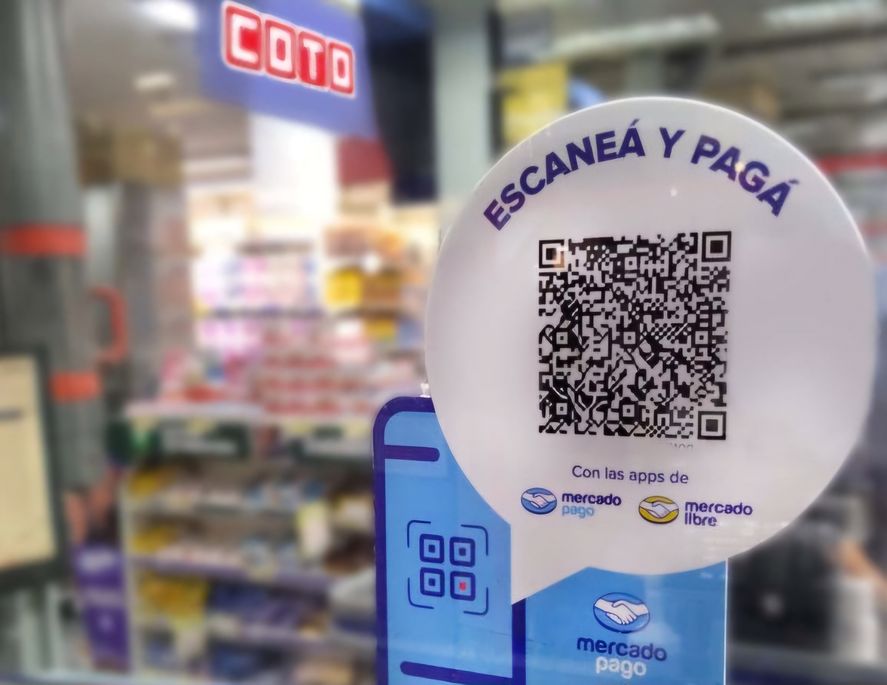 COTO
ESCANEÁ Y PAGÁ
Con las apps de
mercado
pago
mercado
libre
mercado
pago